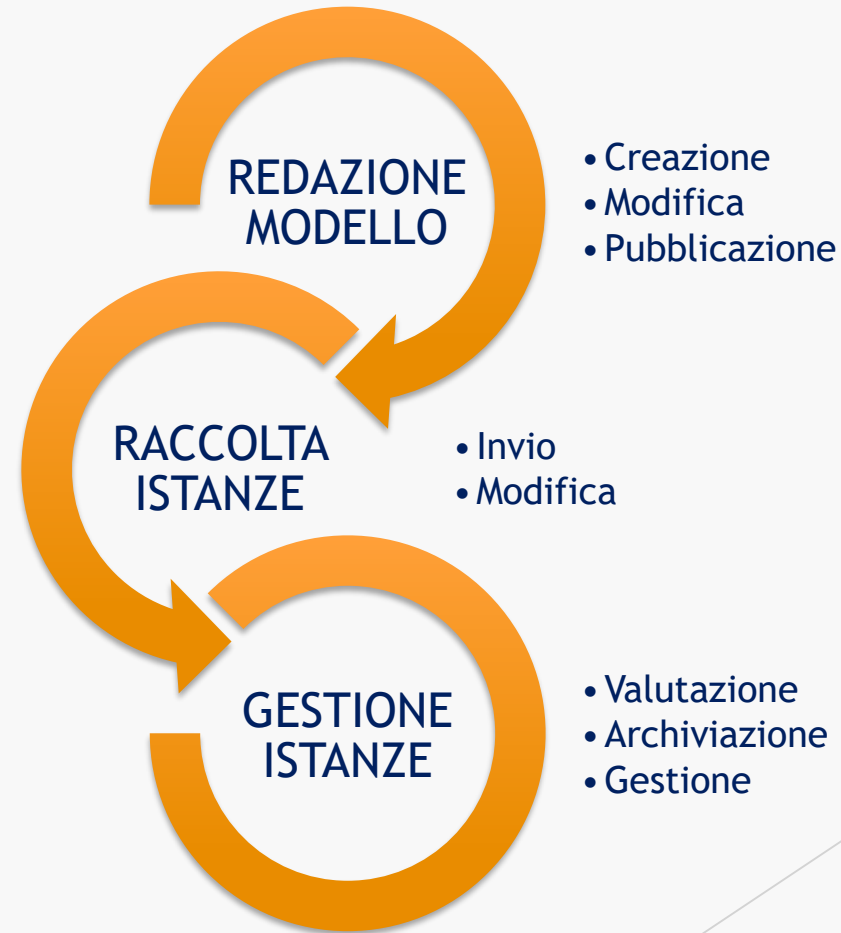 REDAZIONE
MODELLO
• Creazione
• Modifica
• Pubblicazione
RACCOLTA
ISTANZE
• Invio
• Modifica
GESTIONE
ISTANZE
• Valutazione
• Archiviazione
• Gestione